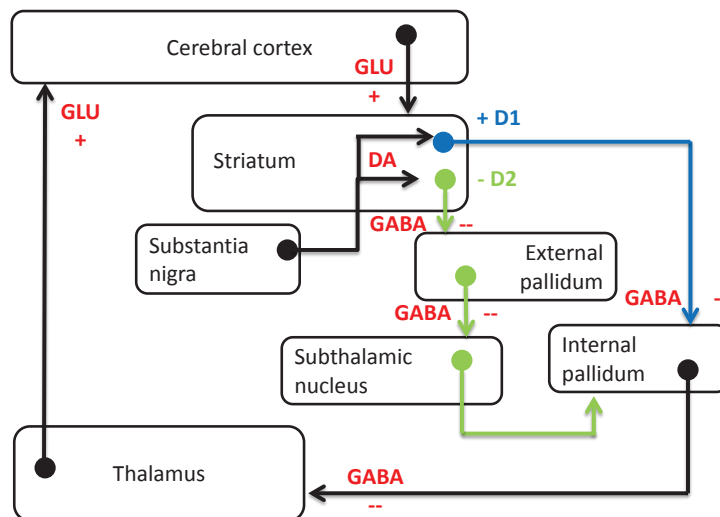 Cerebral cortex
GLU
+
GLU
+
+ D1
Striatum
DA
- D2
GABA --
Substantia
nigra
External
pallidum
GABA --
GABA -
Subthalamic
nucleus
Internal
pallidum
Thalamus
GABA
--